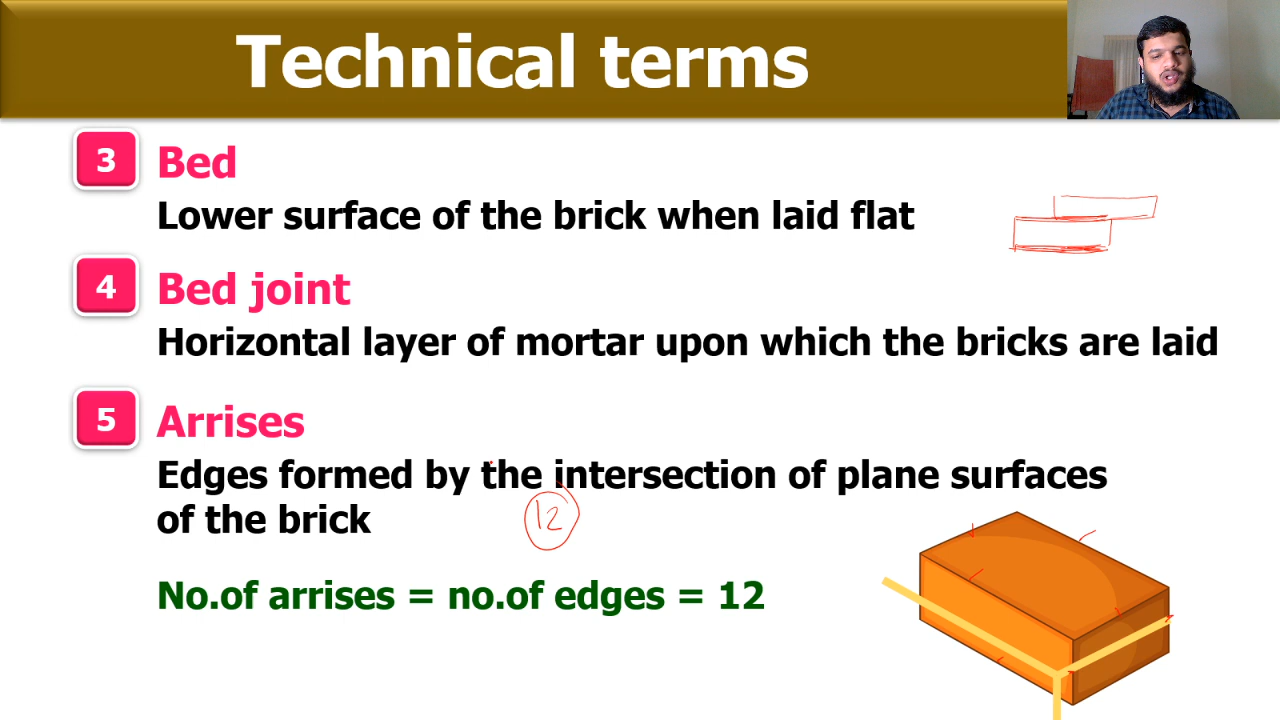 Technical terms
3 Bed
Lower surface of the brick when laid flat
4 Bed joint
Horizontal layer of mortar upon which the bricks are laid
5 Arrises
Edges formed by the intersection of plane surfaces
of the brick
12
No.of arrises = no.of edges = 12